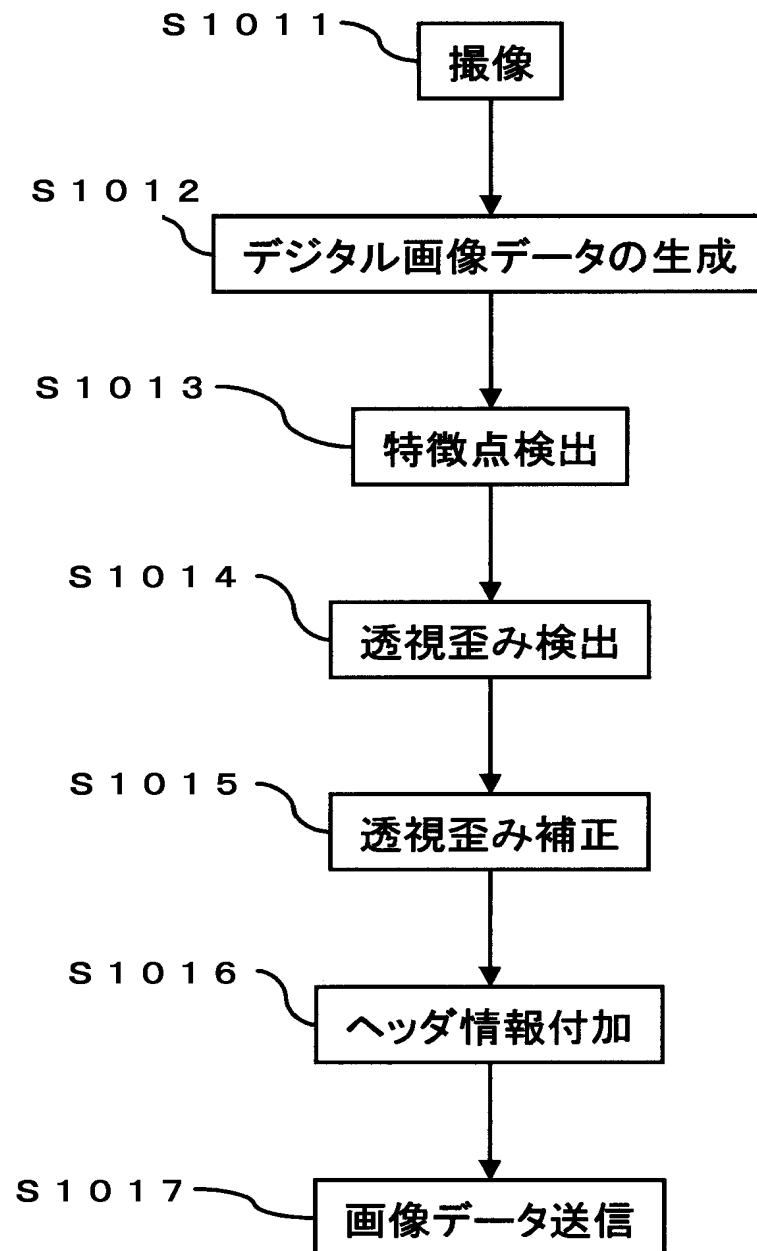 S1011
撮像
S1012
デジタル画像データの生成
S1013
特徴点検出
S1014
透視歪み検出
S1015
透視歪み補正
S1016
ヘッダ情報付加
S1017
画像データ送信